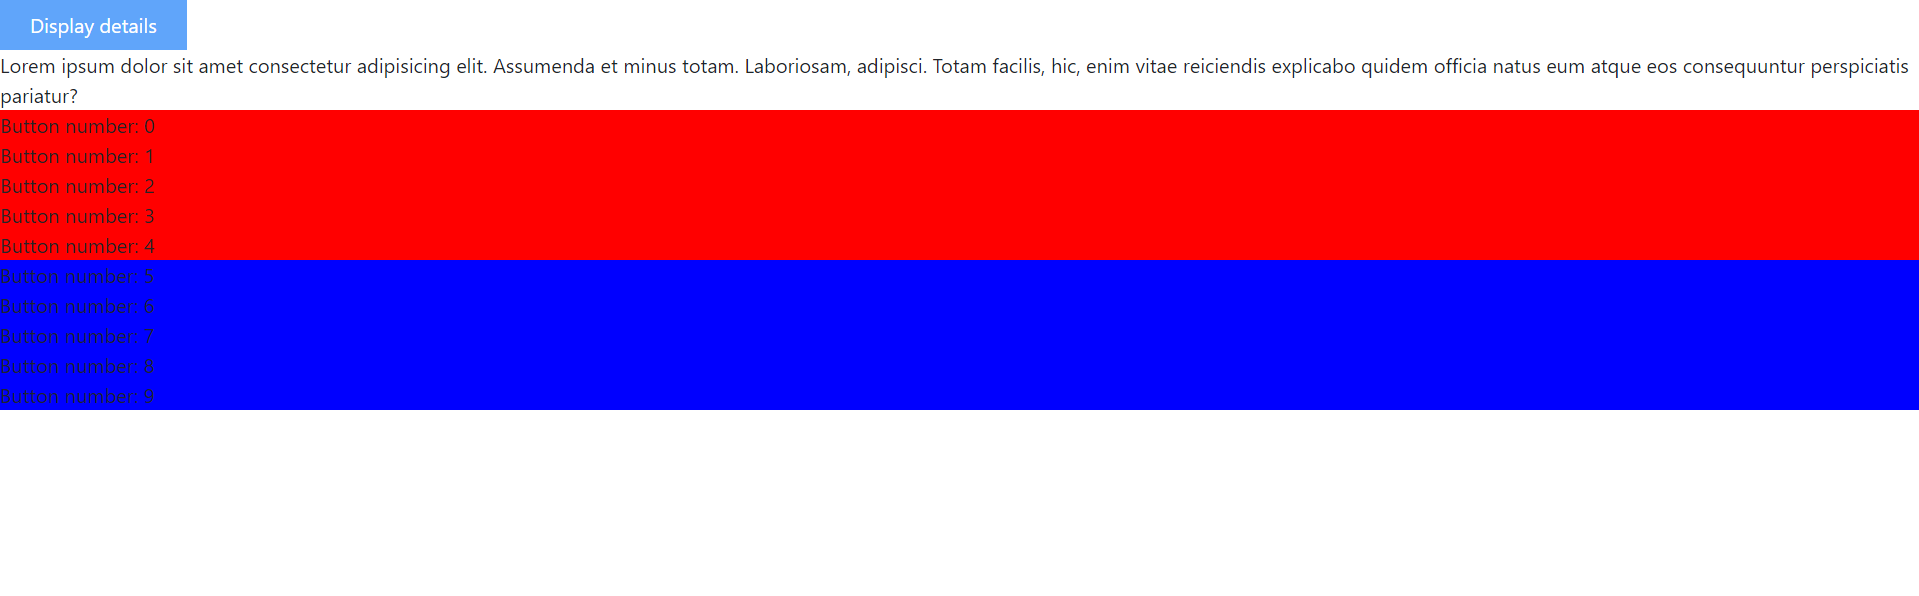 Display details
Lorem ipsum dolor sit amet consectetur adipisicing elit. Assumenda et minus totam. Laboriosam, adipisci. Totam facilis, hic, enim vitae reiciendis explicabo quidem officia natus eum atque eos consequuntur perspiciatis
pariatur?
Button number: 0
Button number: 1
Button number: 2
Button number: 3
Button number: 4
Button number: 5
Button number: 6
Button number: 7
Button number: 8
Button number: 9